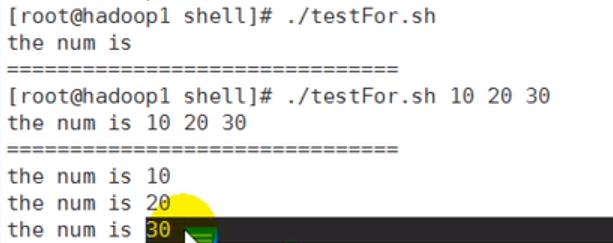 [root@hadoop1 shell]# ./testFor.sh
the num is
===============================
[root@hadoop1 shell]# ./testFor.sh 10 20 30
the num is 10 20 30
===============================
the num is 10
the num is 20
the num is 30